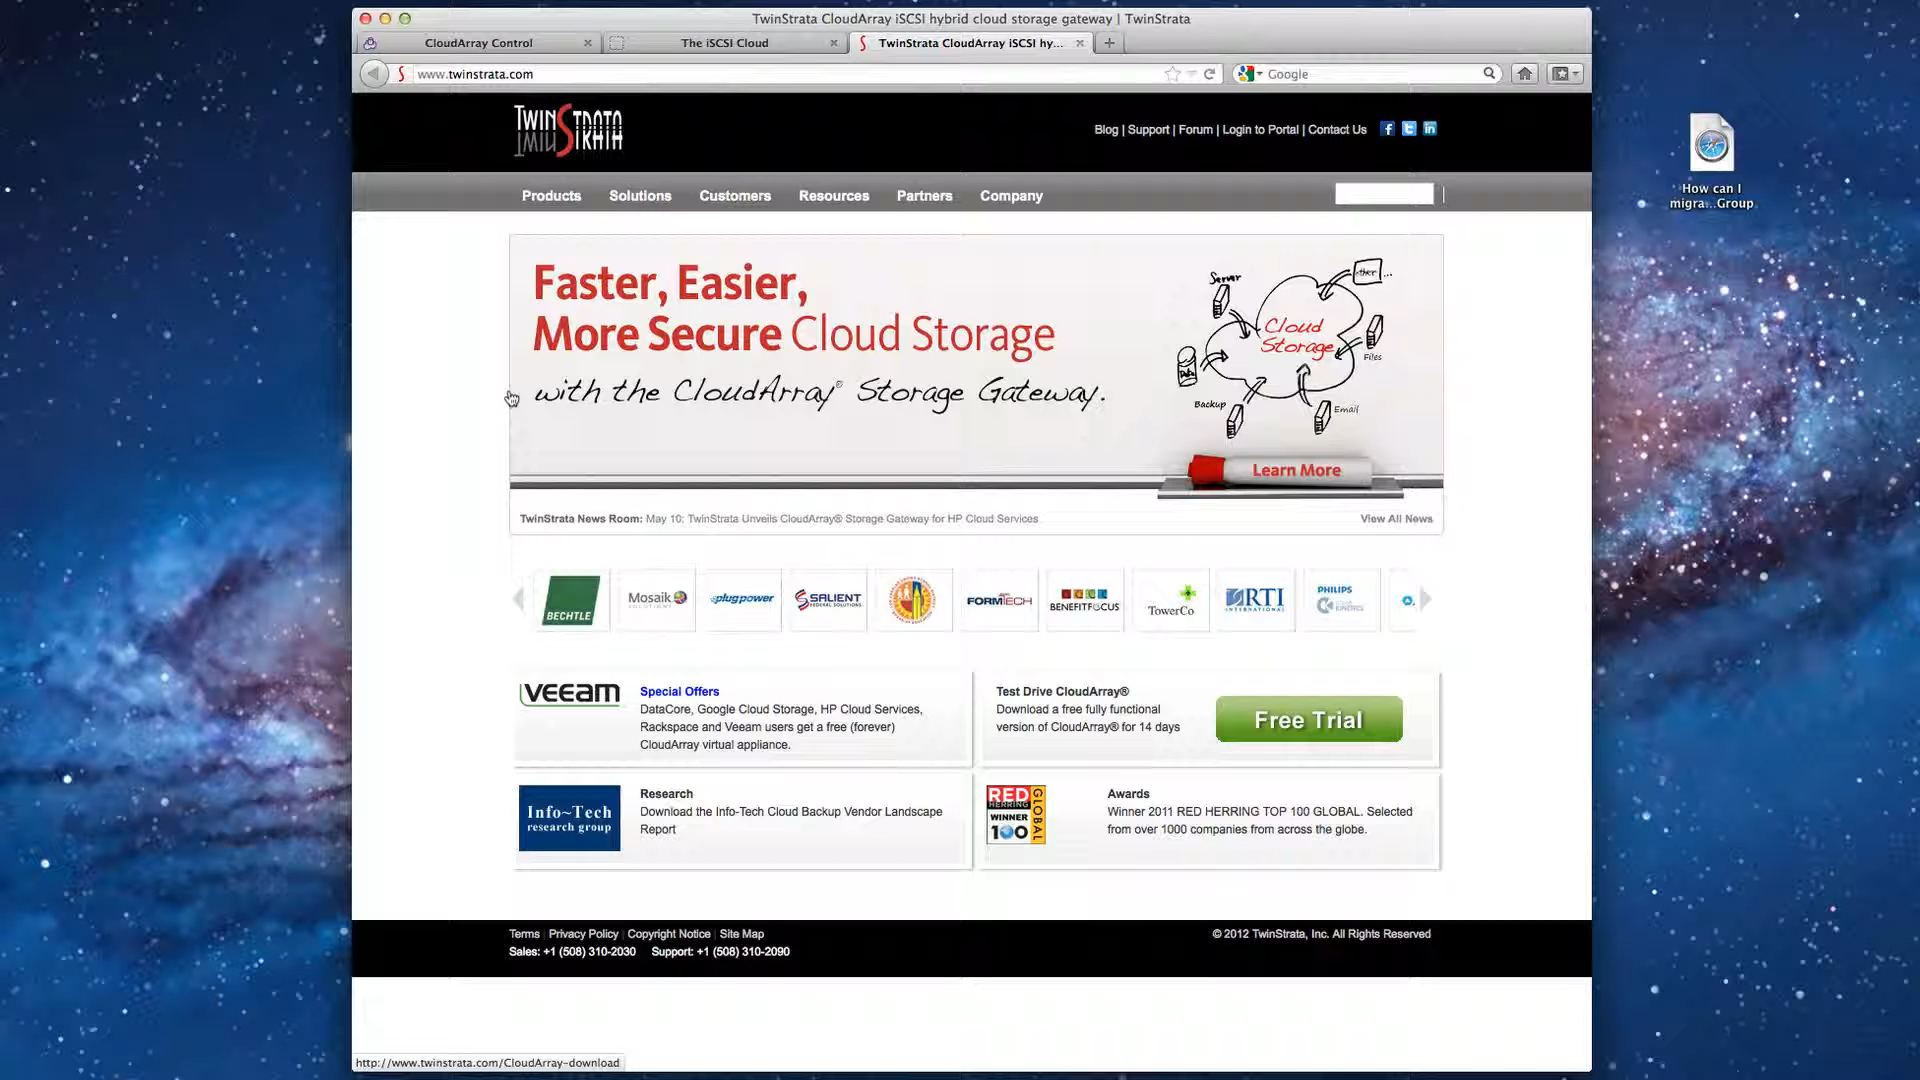 TwinStrata CloudArray iSCSI hybrid cloud storage gateway | TwinStrata
CloudArray Control
The iSCSI Cloud
TwinStrata CloudArray iSCSI hy...
www.twinstrata.com
Google
TWINSTRATA
Blog | Support | Forum | Login to Portal | Contact Us
Products
Solutions
Customers
Resources
Partners
Company
How can I
migra...Group
Faster, Easier,
More Secure Cloud Storage
with the CloudArray® Storage Gateway.
Server
other ...
Cloud
Storage
Files
Data
Backup
Email
Learn More
TwinStrata News Room: May 10: TwinStrata Unveils CloudArray® Storage Gateway for HP Cloud Services
View All News
BECHTLE
Mosaik
SOLUTIONS
plugpower
SALIENT
FEDERAL SOLUTIONS
FORMTECH
BENEFITFOCUS
TowerCo
RTI
INTERNATIONAL
PHILIPS
COLOR
KINETICS
veeam
Special Offers
DataCore, Google Cloud Storage, HP Cloud Services,
Rackspace and Veeam users get a free (forever)
CloudArray virtual appliance.
Test Drive CloudArray®
Download a free fully functional
version of CloudArray® for 14 days
Free Trial
Info~Tech
research group
Research
Download the Info-Tech Cloud Backup Vendor Landscape
Report
RED
HERRING
WINNER
100
GLOBAL
Awards
Winner 2011 RED HERRING TOP 100 GLOBAL. Selected
from over 1000 companies from across the globe.
Terms | Privacy Policy | Copyright Notice | Site Map
Sales: +1 (508) 310-2030 Support: +1 (508) 310-2090
© 2012 TwinStrata, Inc. All Rights Reserved
http://www.twinstrata.com/CloudArray-download